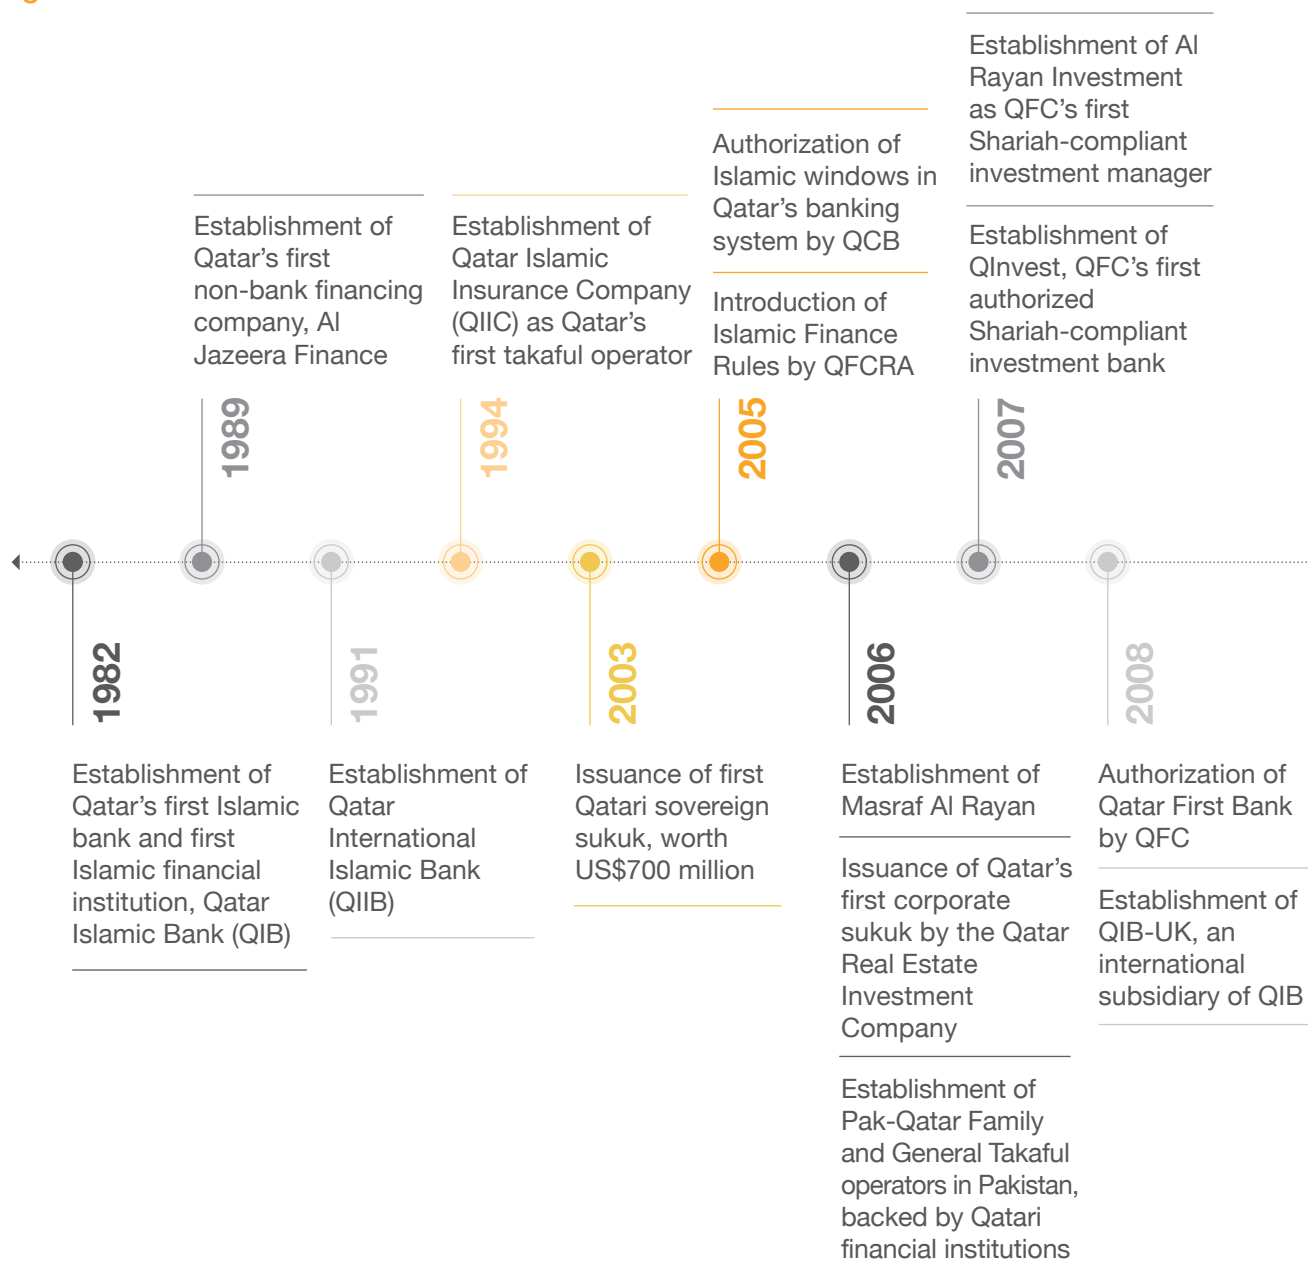 Establishment of Al
Rayan Investment
as QFC’s first
Shariah-compliant
investment manager
Authorization of
Islamic windows in
Qatar’s banking
system by QCB
Establishment of
Qatar’s first
non-bank financing
company, Al
Jazeera Finance
Establishment of
Qatar Islamic
Insurance Company
(QIIC) as Qatar’s
first takaful operator
Introduction of
Islamic Finance
Rules by QFCRA
Establishment of
QInvest, QFC’s first
authorized
Shariah-compliant
investment bank
1989
1994
2005
2007
1982
1991
2003
2006
2008
Establishment of
Qatar’s first Islamic
bank and first
Islamic financial
institution, Qatar
Islamic Bank (QIB)
Establishment of
Qatar
International
Islamic Bank
(QIIB)
Issuance of first
Qatari sovereign
sukuk, worth
US$700 million
Establishment of
Masraf Al Rayan
Issuance of Qatar’s
first corporate
sukuk by the Qatar
Real Estate
Investment
Company
Establishment of
Pak-Qatar Family
and General Takaful
operators in Pakistan,
backed by Qatari
financial institutions
Authorization of
Qatar First Bank
by QFC
Establishment of
QIB-UK, an
international
subsidiary of QIB